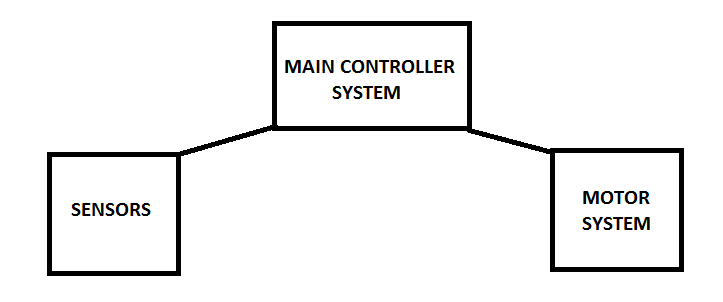 MAIN CONTROLLER
SYSTEM
SENSORS
MOTOR
SYSTEM